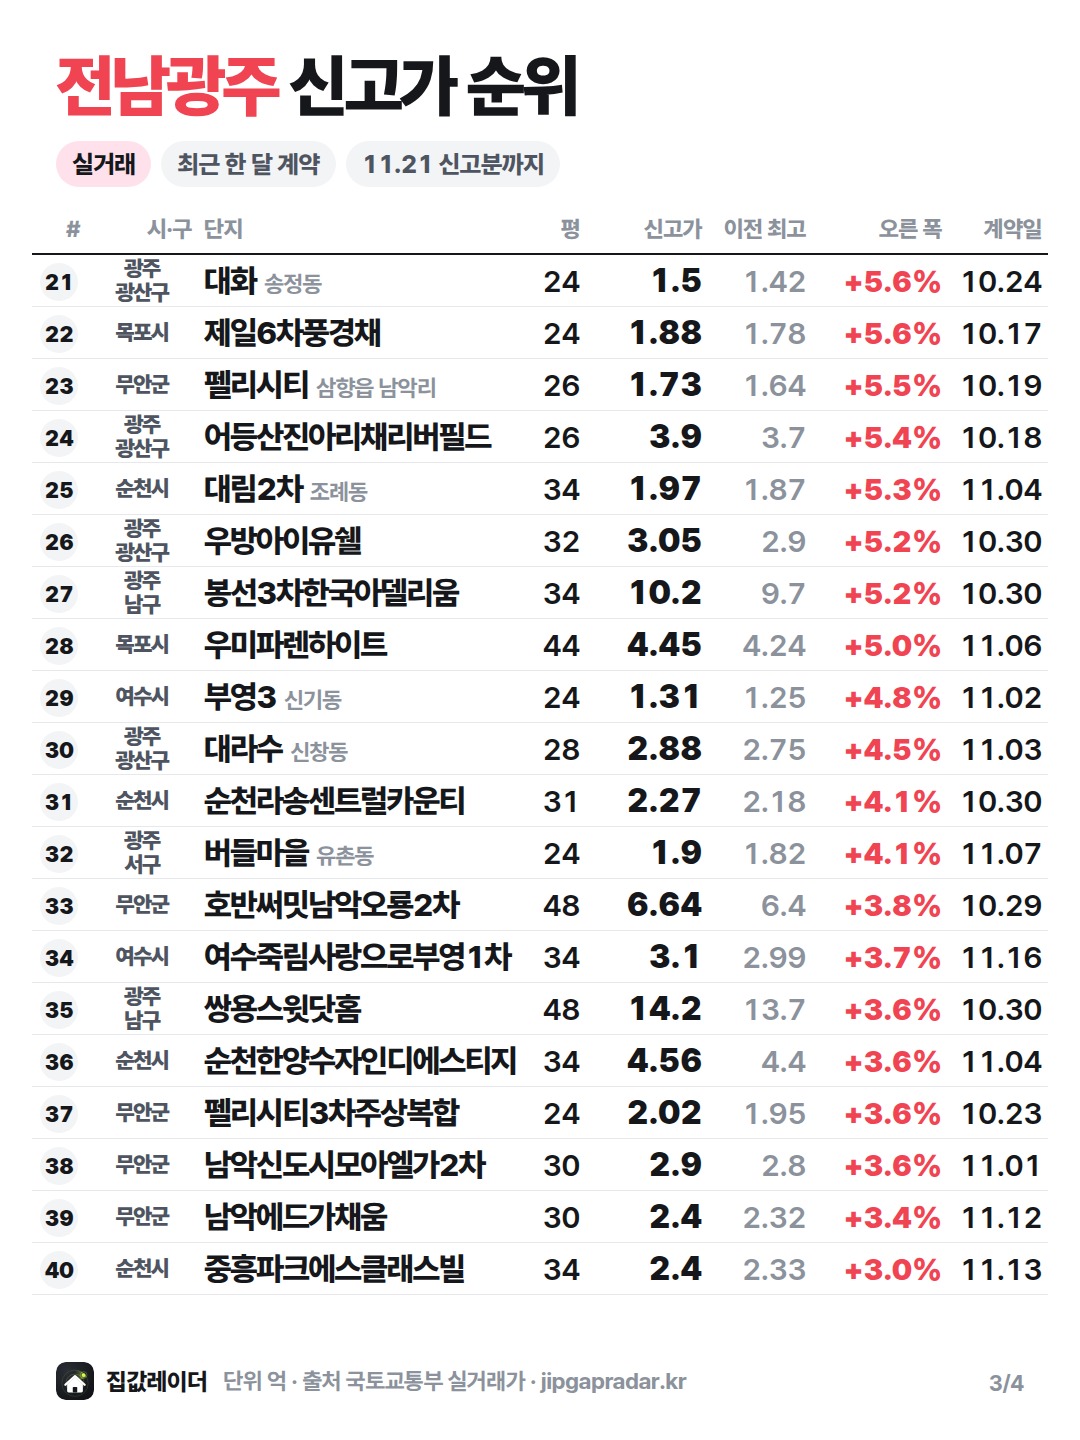 전남광주 신고가 순위
실거래 최근 한 달 계약 11.21 신고분까지
# 시·구 단지 평 신고가 이전 최고 오른 폭 계약일
21 광주 광산구 대화 송정동 24 1.5 1.42 +5.6% 10.24
22 목포시 제일6차풍경채 24 1.88 1.78 +5.6% 10.17
23 무안군 펠리시티 삼향읍 남악리 26 1.73 1.64 +5.5% 10.19
24 광주 광산구 어등산진아리채리버필드 26 3.9 3.7 +5.4% 10.18
25 순천시 대림2차 조례동 34 1.97 1.87 +5.3% 11.04
26 광주 광산구 우방아이유쉘 32 3.05 2.9 +5.2% 10.30
27 광주 남구 봉선3차한국아델리움 34 10.2 9.7 +5.2% 10.30
28 목포시 우미파렌하이트 44 4.45 4.24 +5.0% 11.06
29 여수시 부영3 신기동 24 1.31 1.25 +4.8% 11.02
30 광주 광산구 대라수 신창동 28 2.88 2.75 +4.5% 11.03
31 순천시 순천라송센트럴카운티 31 2.27 2.18 +4.1% 10.30
32 광주 서구 버들마을 유촌동 24 1.9 1.82 +4.1% 11.07
33 무안군 호반써밋남악오룡2차 48 6.64 6.4 +3.8% 10.29
34 여수시 여수죽림사랑으로부영1차 34 3.1 2.99 +3.7% 11.16
35 광주 남구 쌍용스윗닷홈 48 14.2 13.7 +3.6% 10.30
36 순천시 순천한양수자인디에스티지 34 4.56 4.4 +3.6% 11.04
37 무안군 펠리시티3차주상복합 24 2.02 1.95 +3.6% 10.23
38 무안군 남악신도시모아엘가2차 30 2.9 2.8 +3.6% 11.01
39 무안군 남악에드가채움 30 2.4 2.32 +3.4% 11.12
40 순천시 중흥파크에스클래스빌 34 2.4 2.33 +3.0% 11.13
집값레이더 단위 억 · 출처 국토교통부 실거래가 · jipgapradar.kr 3/4